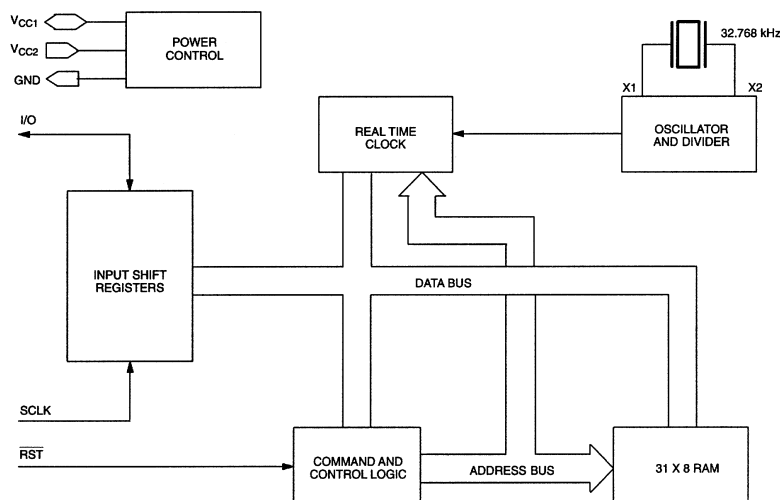 VCC1
VCC2
GND
POWER
CONTROL
32.768 kHz
X1
X2
I/O
REAL TIME
CLOCK
OSCILLATOR
AND DIVIDER
INPUT SHIFT
REGISTERS
DATA BUS
SCLK
RST
COMMAND AND
CONTROL LOGIC
ADDRESS BUS
31 X 8 RAM